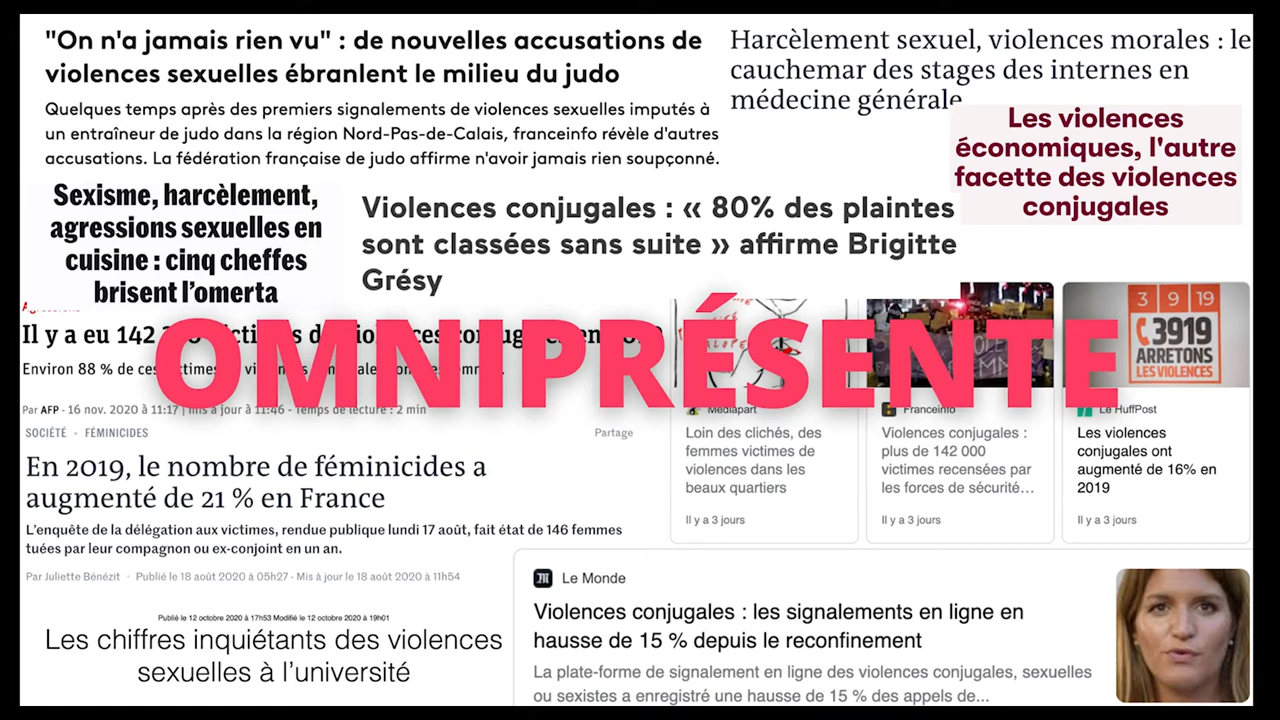 "On n'a jamais rien vu" : de nouvelles accusations de
violences sexuelles ébranlent le milieu du judo
Quelques temps après des premiers signalements de violences sexuelles imputés à
un entraîneur de judo dans la région Nord-Pas-de-Calais, franceinfo révèle d'autres
accusations. La fédération française de judo affirme n'avoir jamais rien soupçonné.
Harcèlement sexuel, violences morales : le
cauchemar des stages des internes en
médecine générale
Les violences
économiques, l'autre
facette des violences
conjugales
Sexisme, harcèlement,
agressions sexuelles en
cuisine : cinq cheffes
brisent l'omerta
Violences conjugales : « 80% des plaintes
sont classées sans suite » affirme Brigitte
Grésy
Il y a eu 142
OMNIPRÉSENTE
Environ 88 % de ces
Par AFP - 16 nov. 2020 à 11:17 | mis à jour à 11:46 - Temps de lecture : 2 min
SOCIÉTÉ • FÉMINICIDES
Partage
En 2019, le nombre de féminicides a
augmenté de 21 % en France
L'enquête de la délégation aux victimes, rendue publique lundi 17 août, fait état de 146 femmes
tuées par leur compagnon ou ex-conjoint en un an.
Par Juliette Bénézit • Publié le 18 août 2020 à 05h27 - Mis à jour le 18 août 2020 à 11h54
Publié le 12 octobre 2020 à 17h53 Modifié le 12 octobre 2020 à 19h01
Les chiffres inquiétants des violences
sexuelles à l'université
Mediapart
Loin des clichés, des
femmes victimes de
violences dans les
beaux quartiers
Il y a 3 jours
Franceinfo
Violences conjugales :
plus de 142 000
victimes recensées par
les forces de sécurité...
Il y a 3 jours
3 9 19
3919
ARRETONS
LES VIOLENCES
Le HuffPost
Les violences
conjugales ont
augmenté de 16% en
2019
Il y a 3 jours
Le Monde
Violences conjugales : les signalements en ligne en
hausse de 15 % depuis le reconfinement
La plate-forme de signalement en ligne des violences conjugales, sexuelles
ou sexistes a enregistré une hausse de 15 % des appels de...